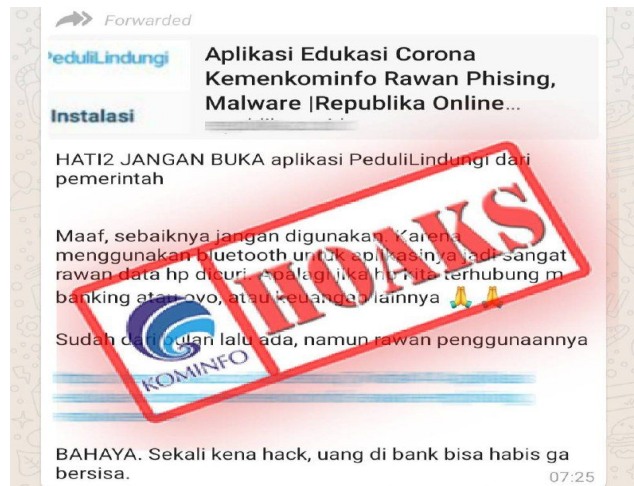 Forwarded
PeduliLindungi
Instalasi
Aplikasi Edukasi Corona
Kemenkominfo Rawan Phising,
Malware |Republika Online...
HATI2 JANGAN BUKA aplikasi PeduliLindungi dari
pemerintah
Maaf, sebaiknya jangan digunakan. Karena
menggunakan bluetooth untuk aplikasinya jadi sangat
rawan data hp dicuri. Apalagi jika hp kita terhubung m
banking atau ovo, atau keuangan lainnya 🙏 🙏
Sudah dari bulan lalu ada, namun rawan penggunaannya
HOAKS
KOMINFO
BAHAYA. Sekali kena hack, uang di bank bisa habis ga
bersisa.
07:25